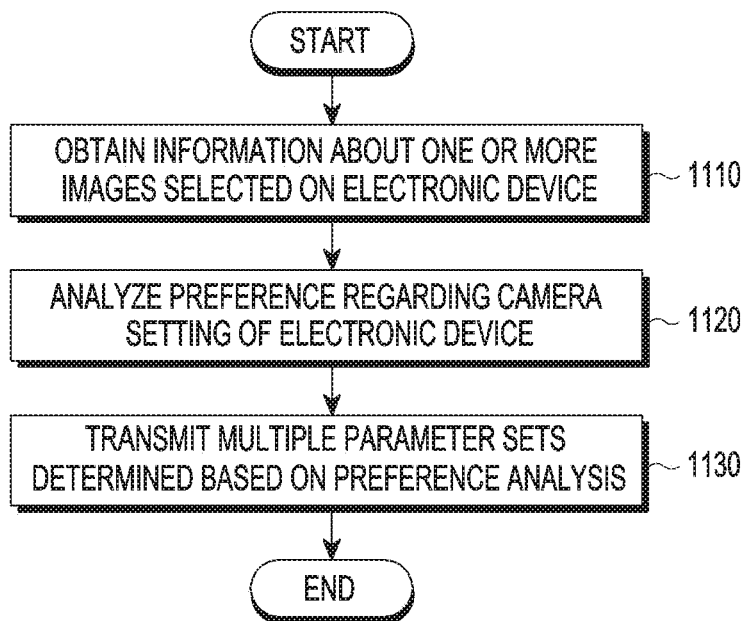 START
OBTAIN INFORMATION ABOUT ONE OR MORE
IMAGES SELECTED ON ELECTRONIC DEVICE
1110
ANALYZE PREFERENCE REGARDING CAMERA
SETTING OF ELECTRONIC DEVICE
1120
TRANSMIT MULTIPLE PARAMETER SETS
DETERMINED BASED ON PREFERENCE ANALYSIS
1130
END